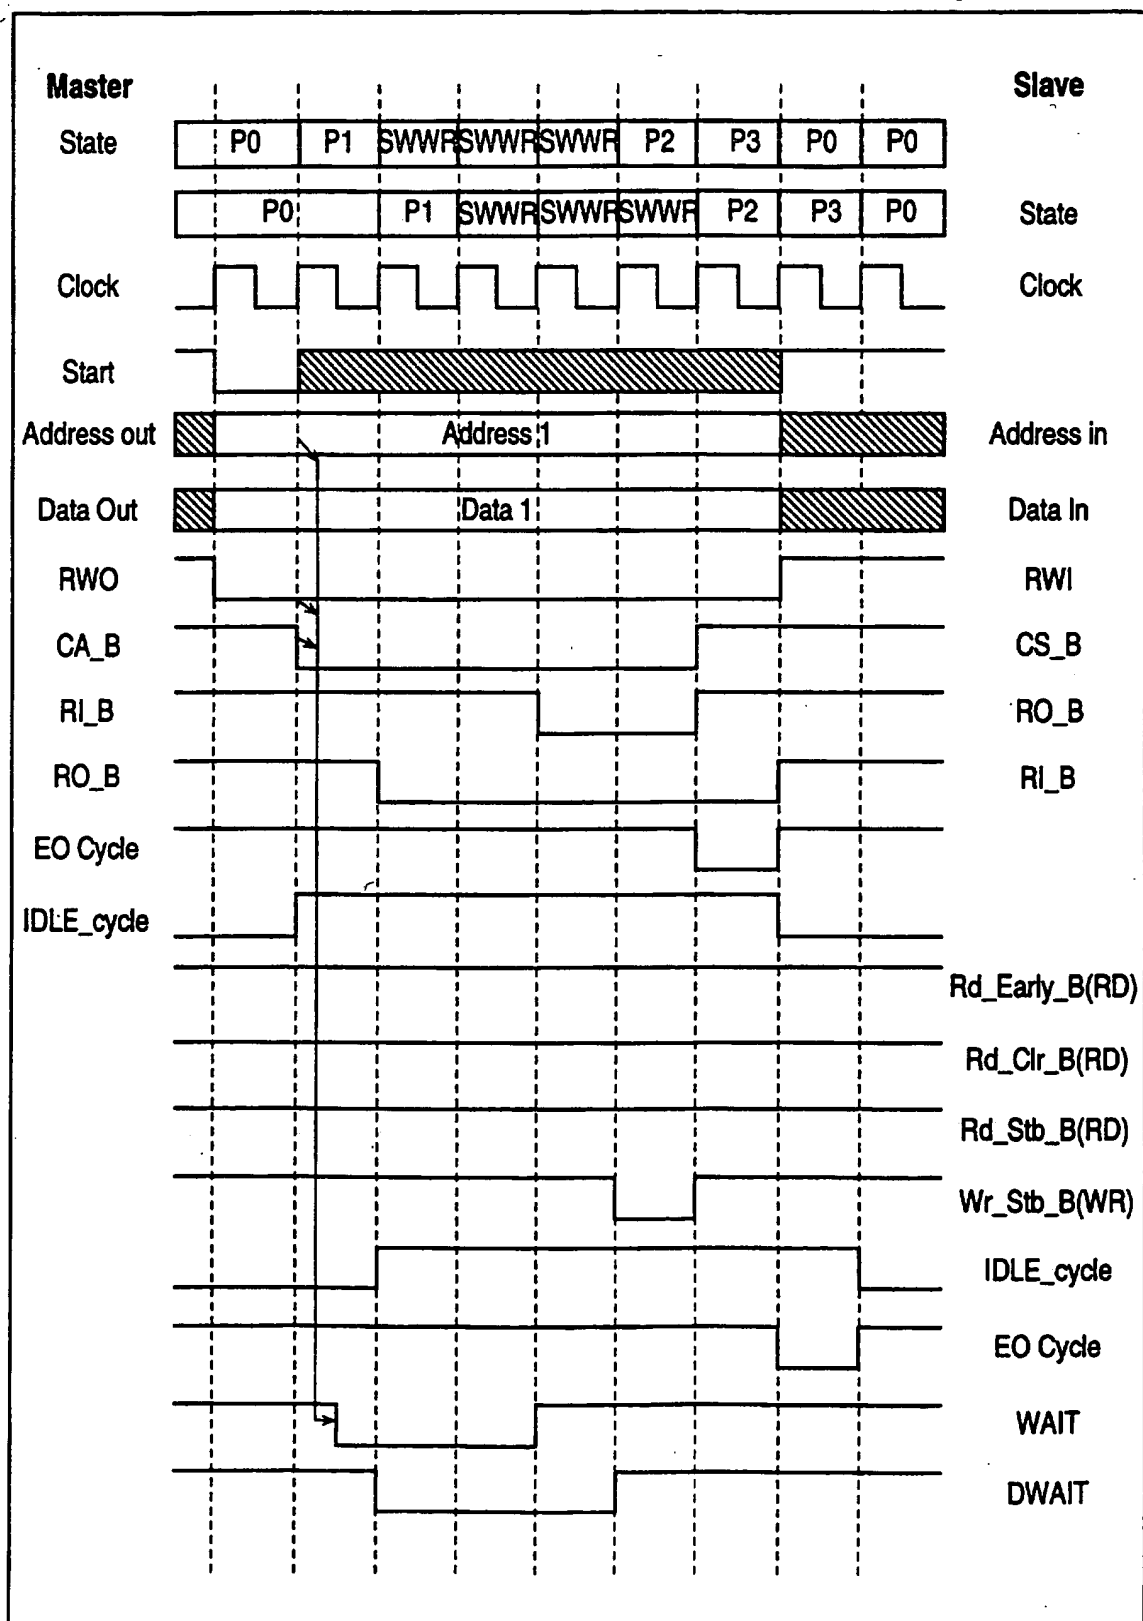 Master Slave
State P0 P1 SWWR SWWR SWWR P2 P3 P0 P0
P0 P1 SWWR SWWR SWWR P2 P3 P0 State
Clock Clock
Start
Address out Address 1 Address in
Data Out Data 1 Data In
RWO RWI
CA_B CS_B
RI_B RO_B
RO_B RI_B
EO Cycle
IDLE_cycle
Rd_Early_B(RD)
Rd_Clr_B(RD)
Rd_Stb_B(RD)
Wr_Stb_B(WR)
IDLE_cycle
EO Cycle
WAIT
DWAIT